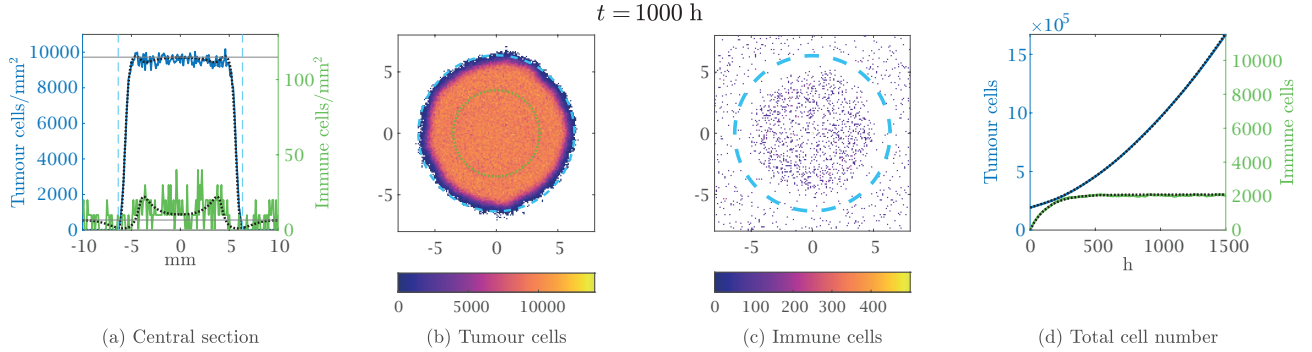 t = 1000 h
Tumour cells/mm²
10000
8000
6000
4000
2000
0
100
50
0
Immune cells/mm²
-10 -5 0 5 10
mm
5
0
-5
-5 0 5
0 5000 10000
5
0
-5
-5 0 5
0 100 200 300 400
×10⁵
Tumour cells
15
10
5
0
10000
8000
6000
4000
2000
0
Immune cells
0 500 1000 1500
h
(a) Central section
(b) Tumour cells
(c) Immune cells
(d) Total cell number